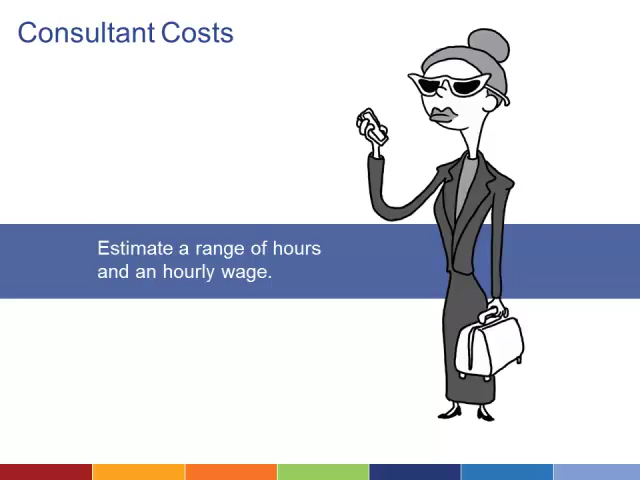 Consultant Costs
Estimate a range of hours
and an hourly wage.